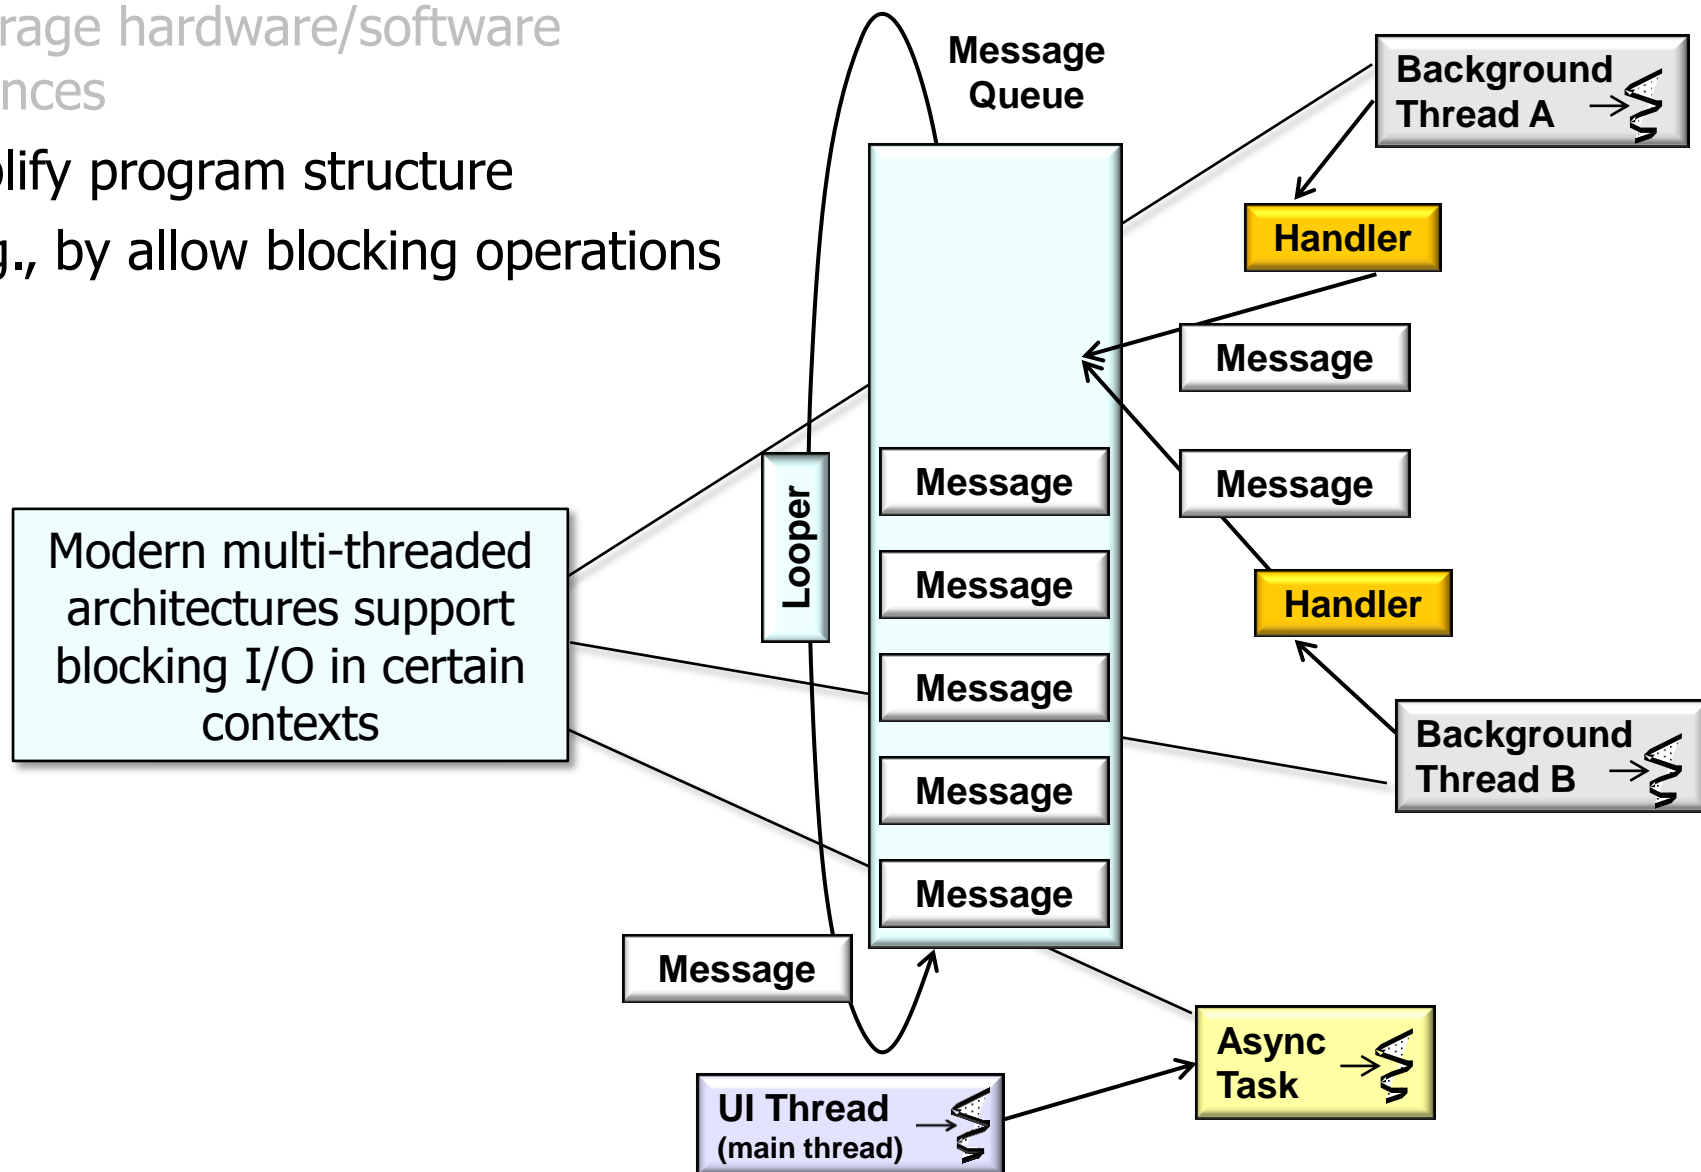 rage hardware/software
nces
olify program structure
g., by allow blocking operations
Message
Queue
Background
Thread A
Handler
Message
Message
Handler
Background
Thread B
Looper
Message
Message
Message
Message
Message
Modern multi-threaded
architectures support
blocking I/O in certain
contexts
Message
Async
Task
UI Thread
(main thread)